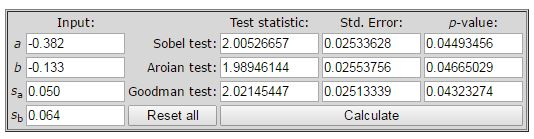 Input: Test statistic: Std. Error: p-value:
a -0.382 Sobel test: 2.00526657 0.02533628 0.04493456
b -0.133 Aroian test: 1.98946144 0.02553756 0.04665029
sa 0.050 Goodman test: 2.02145447 0.02513339 0.04323274
sb 0.064 Reset all Calculate